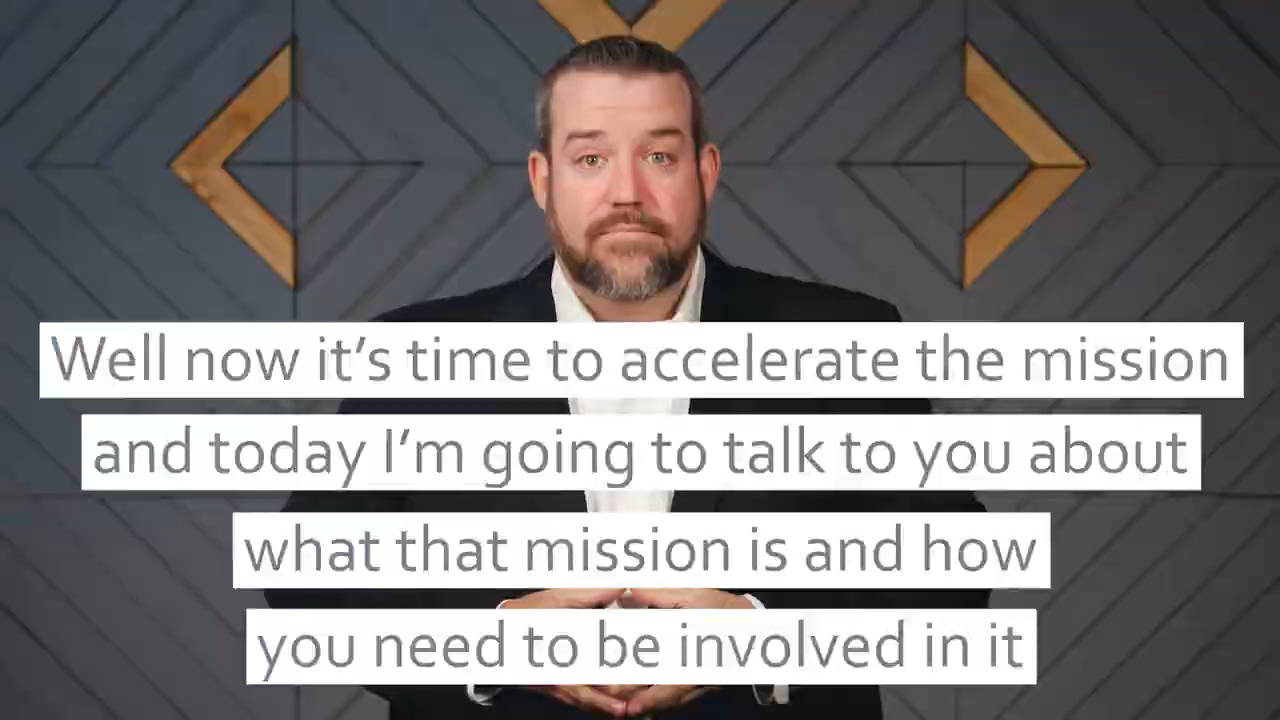 Well now it's time to accelerate the mission
and today I'm going to talk to you about
what that mission is and how
you need to be involved in it